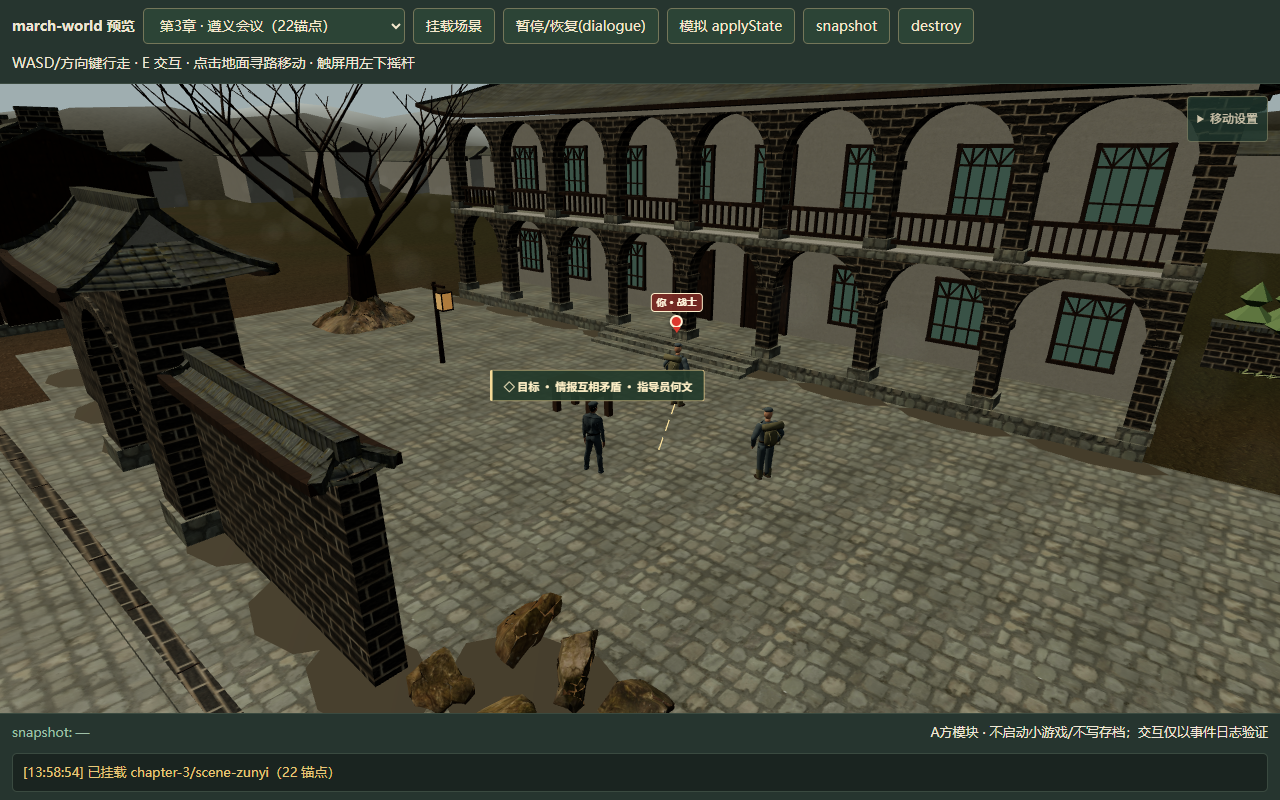 march-world 预览
第3章 · 遵义会议（22锚点）
挂载场景
暂停/恢复(dialogue)
模拟 applyState
snapshot
destroy
WASD/方向键行走 · E 交互 · 点击地面寻路移动 · 触屏用左下摇杆
▶ 移动设置
你 · 战士
◇ 目标 · 情报互相矛盾 · 指导员何文
snapshot: —
A方模块 · 不启动小游戏/不写存档；交互仅以事件日志验证
[13:58:54] 已挂载 chapter-3/scene-zunyi（22 锚点）